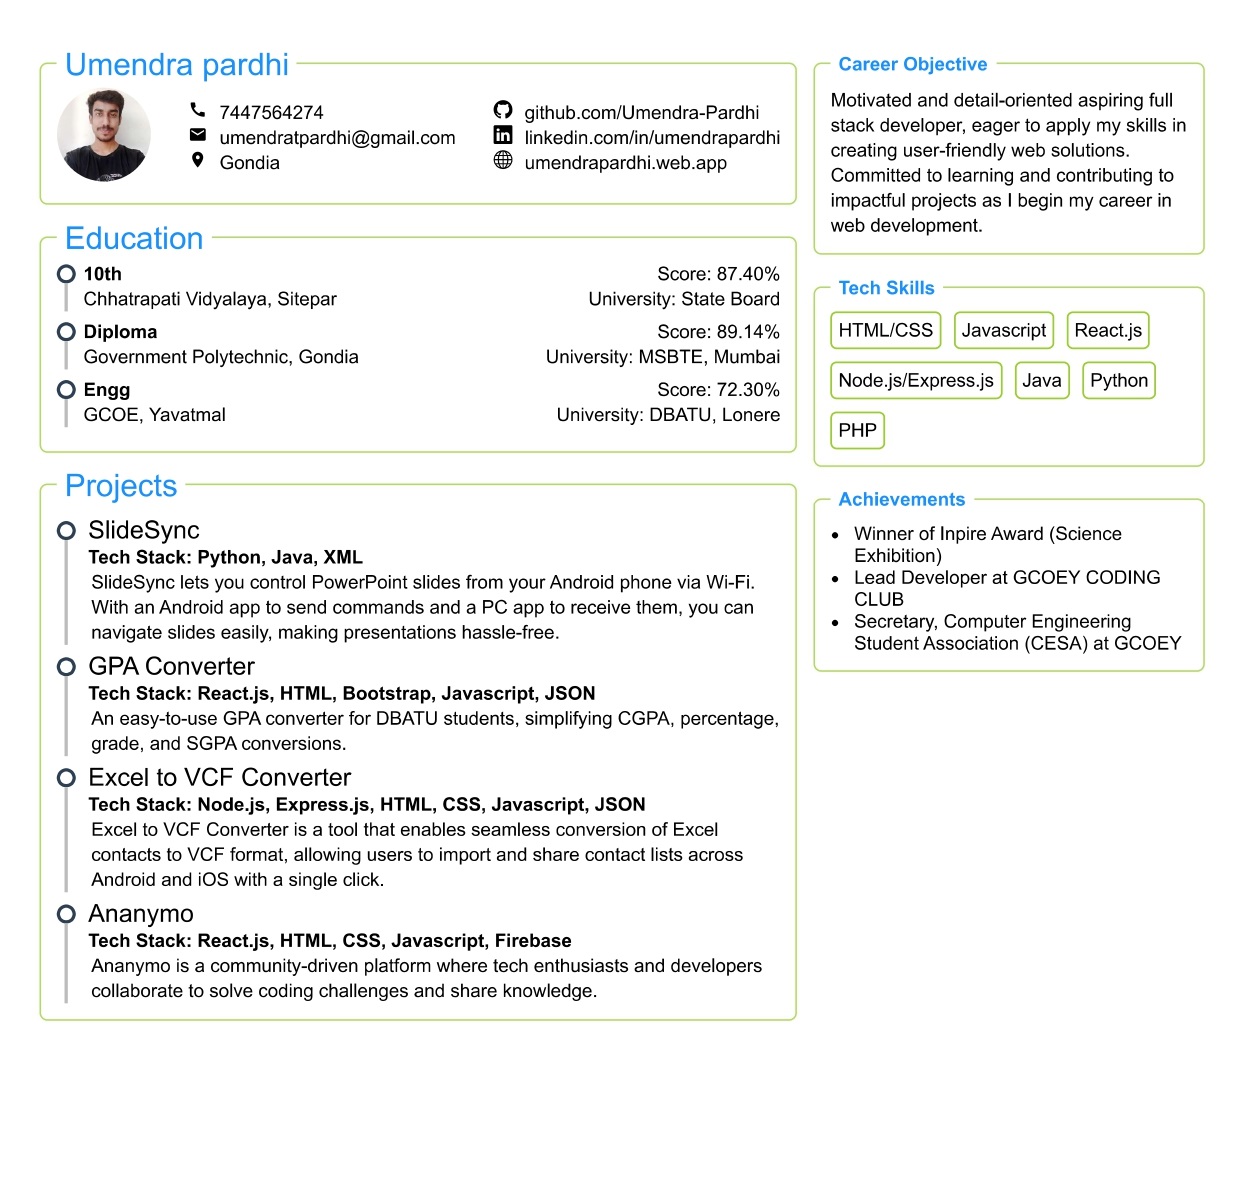 Umendra pardhi
7447564274
umendratpardhi@gmail.com
Gondia
github.com/Umendra-Pardhi
linkedin.com/in/umendrapardhi
umendrapardhi.web.app
Education
10th
Score: 87.40%
Chhatrapati Vidyalaya, Sitepar
University: State Board
Diploma
Score: 89.14%
Government Polytechnic, Gondia
University: MSBTE, Mumbai
Engg
Score: 72.30%
GCOE, Yavatmal
University: DBATU, Lonere
Projects
SlideSync
Tech Stack: Python, Java, XML
SlideSync lets you control PowerPoint slides from your Android phone via Wi-Fi.
With an Android app to send commands and a PC app to receive them, you can
navigate slides easily, making presentations hassle-free.
GPA Converter
Tech Stack: React.js, HTML, Bootstrap, Javascript, JSON
An easy-to-use GPA converter for DBATU students, simplifying CGPA, percentage,
grade, and SGPA conversions.
Excel to VCF Converter
Tech Stack: Node.js, Express.js, HTML, CSS, Javascript, JSON
Excel to VCF Converter is a tool that enables seamless conversion of Excel
contacts to VCF format, allowing users to import and share contact lists across
Android and iOS with a single click.
Ananymo
Tech Stack: React.js, HTML, CSS, Javascript, Firebase
Ananymo is a community-driven platform where tech enthusiasts and developers
collaborate to solve coding challenges and share knowledge.
Career Objective
Motivated and detail-oriented aspiring full
stack developer, eager to apply my skills in
creating user-friendly web solutions.
Committed to learning and contributing to
impactful projects as I begin my career in
web development.
Tech Skills
HTML/CSS Javascript React.js
Node.js/Express.js Java Python
PHP
Achievements
• Winner of Inpire Award (Science
Exhibition)
• Lead Developer at GCOEY CODING
CLUB
• Secretary, Computer Engineering
Student Association (CESA) at GCOEY